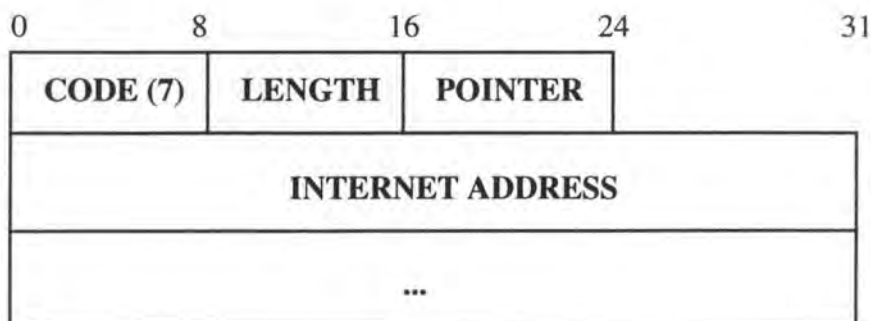 0 8 16 24 31
CODE (7) LENGTH POINTER
INTERNET ADDRESS
...